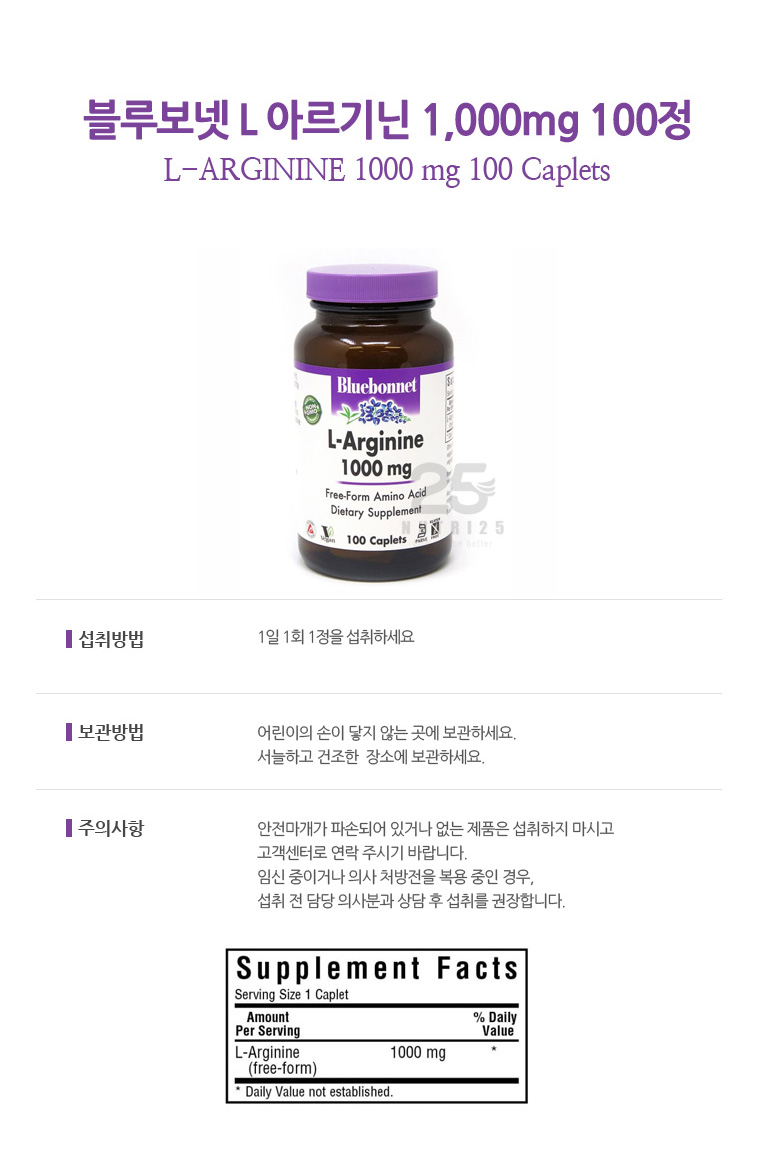 블루보넷 L 아르기닌 1,000mg 100정
L-ARGININE 1000 mg 100 Caplets
Bluebonnet
NON
GMO
L-Arginine
1000 mg
Free-Form Amino Acid
Dietary Supplement
Vegan
100 Caplets
25
NUTRI25
섭취방법
1일 1회 1정을 섭취하세요
보관방법
어린이의 손이 닿지 않는 곳에 보관하세요.
서늘하고 건조한 장소에 보관하세요.
주의사항
안전마개가 파손되어 있거나 없는 제품은 섭취하지 마시고
고객센터로 연락 주시기 바랍니다.
임신 중이거나 의사 처방전을 복용 중인 경우,
섭취 전 담당 의사분과 상담 후 섭취를 권장합니다.
Supplement Facts
Serving Size 1 Caplet
Amount % Daily
Per Serving Value
L-Arginine 1000 mg *
(free-form)
* Daily Value not established.